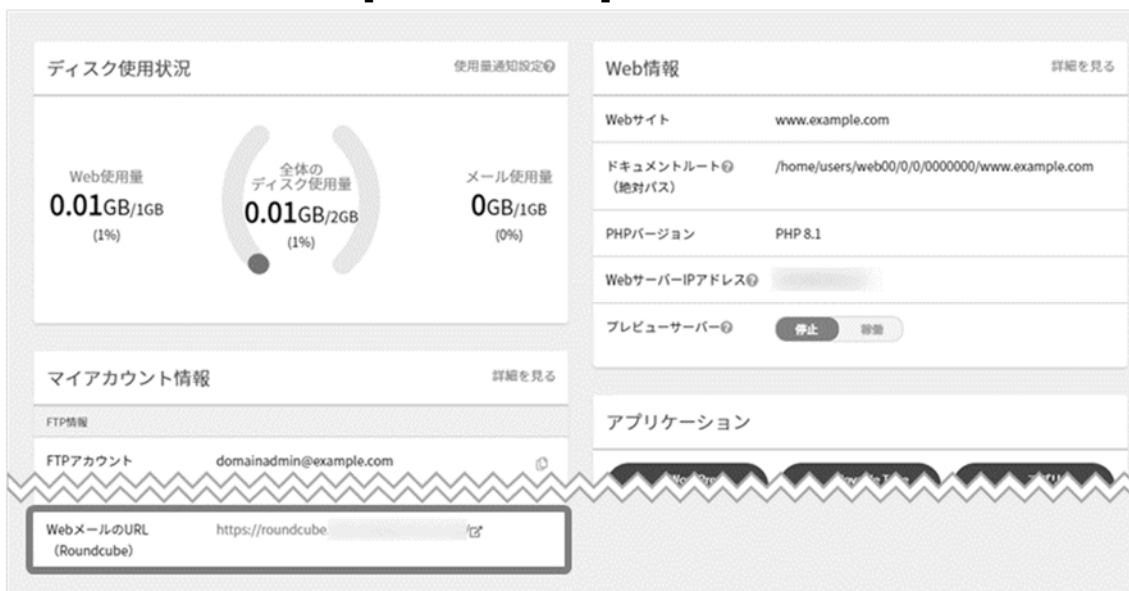 ディスク使用状況
使用量通知設定
Web使用量
0.01GB/1GB
(1%)
全体の
ディスク使用量
0.01GB/2GB
(1%)
メール使用量
0GB/1GB
(0%)
マイアカウント情報
詳細を見る
FTP情報
FTPアカウント domainadmin@example.com
WebメールのURL https://roundcube.
(Roundcube)
Web情報
詳細を見る
Webサイト www.example.com
ドキュメントルート /home/users/web00/0/0/0000000/www.example.com
(絶対パス)
PHPバージョン PHP 8.1
WebサーバーIPアドレス
プレビューサーバー 停止 稼働
アプリケーション